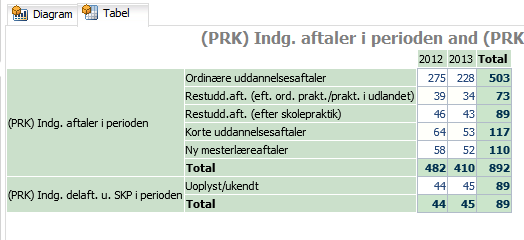 Diagram Tabel
(PRK) Indg. aftaler i perioden and (PRK
2012 2013 Total
(PRK) Indg. aftaler i perioden
Ordinære uddannelsesaftaler 275 228 503
Restudd.aft. (eft. ord. prakt./prakt. i udlandet) 39 34 73
Restudd.aft. (efter skolepraktik) 46 43 89
Korte uddannelsesaftaler 64 53 117
Ny mesterlæreaftaler 58 52 110
Total 482 410 892
(PRK) Indg. delaft. u. SKP i perioden
Uoplyst/ukendt 44 45 89
Total 44 45 89